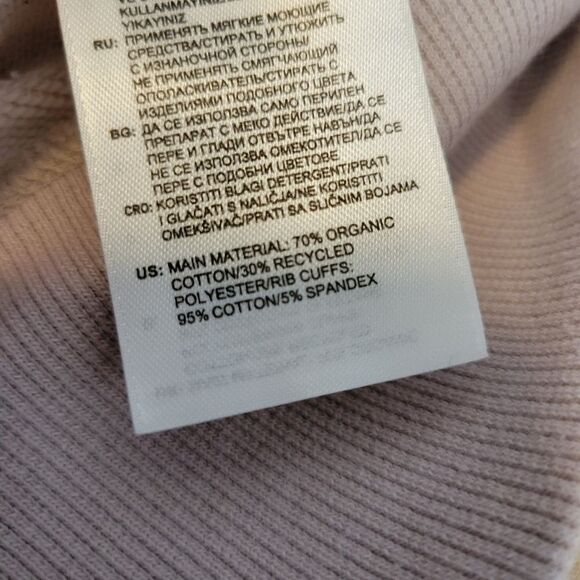 KULLANMAYINIZ
YIKAYINIZ
RU: ПРИМЕНЯТЬ МЯГКИЕ МОЮЩИЕ
СРЕДСТВА/СТИРАТЬ И УТЮЖИТЬ
С ИЗНАНОЧНОЙ СТОРОНЫ/
НЕ ПРИМЕНЯТЬ СМЯГЧАЮЩИЙ
ОПОЛАСКИВАТЕЛЬ/СТИРАТЬ С
ИЗДЕЛИЯМИ ПОДОБНОГО ЦВЕТА
BG: ДА СЕ ИЗПОЛЗВА САМО ПЕРИЛЕН
ПРЕПАРАТ С МЕКО ДЕЙСТВИЕ/ДА СЕ
ПЕРЕ И ГЛАДИ ОТВЪТРЕ НАВЪН/ДА
НЕ СЕ ИЗПОЛЗВА ОМЕКОТИТЕЛ/ДА СЕ
ПЕРЕ С ПОДОБНИ ЦВЕТОВЕ
CRO: KORISTITI BLAGI DETERGENT/PRATI
I GLAČATI S NALIČJA/NE KORISTITI
OMEKŠIVAČ/PRATI SA SLIČNIM BOJAMA
US: MAIN MATERIAL: 70% ORGANIC
COTTON/30% RECYCLED
POLYESTER/RIB CUFFS:
95% COTTON/5% SPANDEX